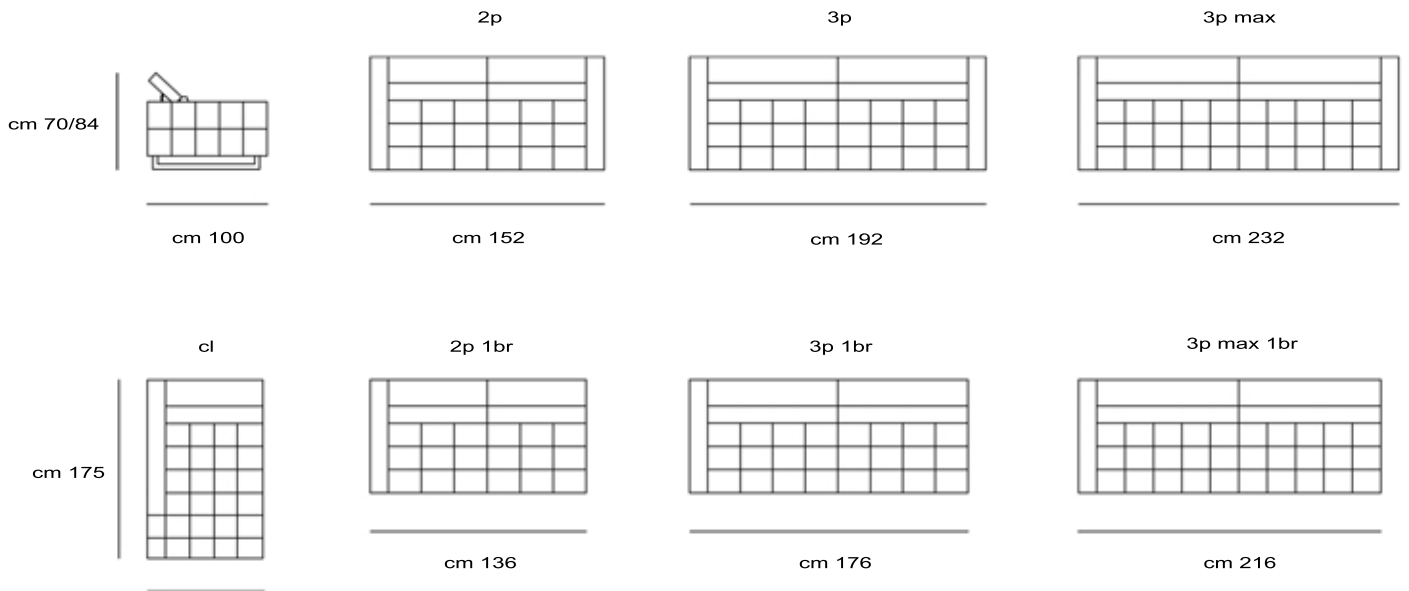 2p
3p
3p max
cm 70/84
cm 100
cm 152
cm 192
cm 232
cl
2p 1br
3p 1br
3p max 1br
cm 175
cm 136
cm 176
cm 216